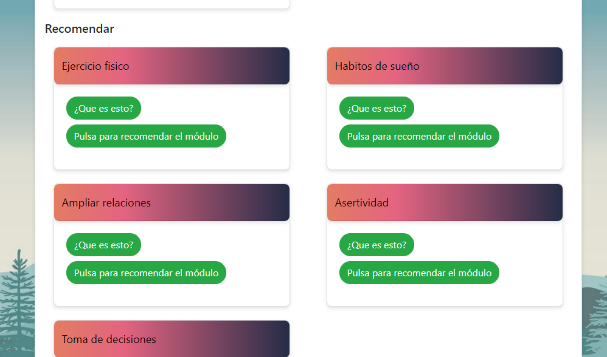 Recomendar
Ejercicio físico
Habitos de sueño
¿Que es esto?
¿Que es esto?
Pulsa para recomendar el módulo
Pulsa para recomendar el módulo
Ampliar relaciones
Asertividad
¿Que es esto?
¿Que es esto?
Pulsa para recomendar el módulo
Pulsa para recomendar el módulo
Toma de decisiones